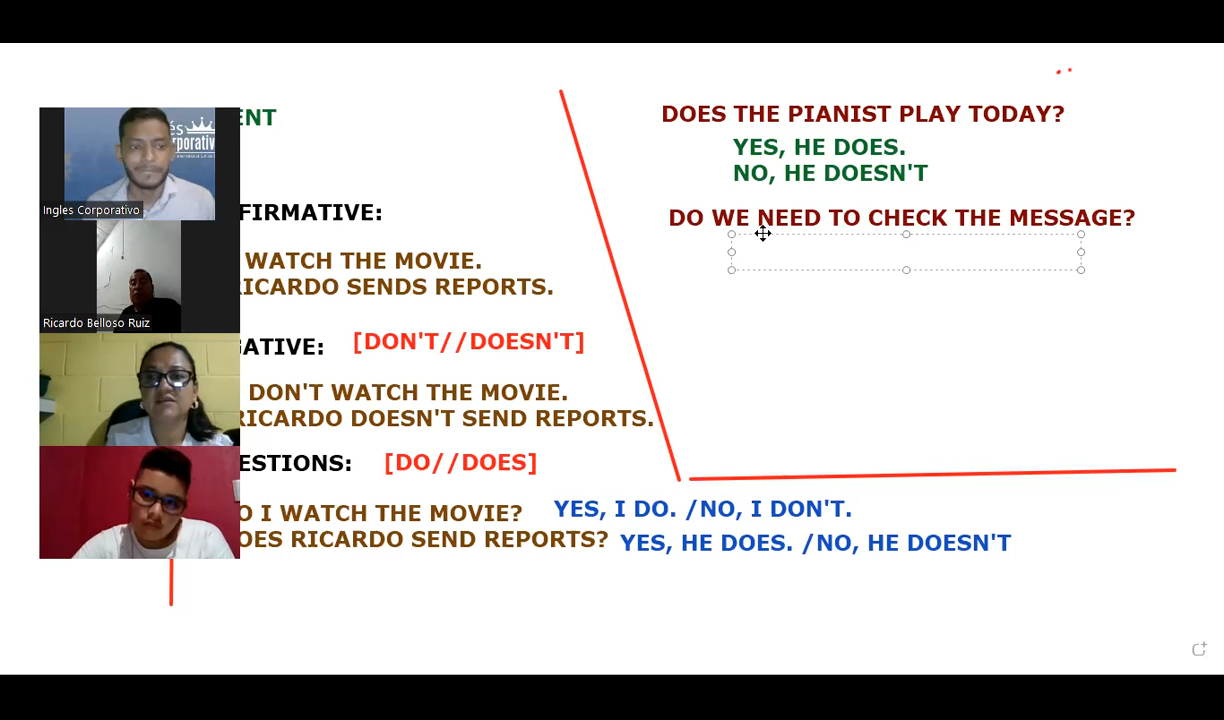 ENT
FIRMATIVE:
WATCH THE MOVIE.
RICARDO SENDS REPORTS.
GATIVE: [DON'T//DOESN'T]
DON'T WATCH THE MOVIE.
RICARDO DOESN'T SEND REPORTS.
ESTIONS: [DO//DOES]
O I WATCH THE MOVIE? YES, I DO. /NO, I DON'T.
OES RICARDO SEND REPORTS? YES, HE DOES. /NO, HE DOESN'T
DOES THE PIANIST PLAY TODAY?
YES, HE DOES.
NO, HE DOESN'T
DO WE NEED TO CHECK THE MESSAGE?
Ingles Corporativo
Ricardo Belloso Ruiz